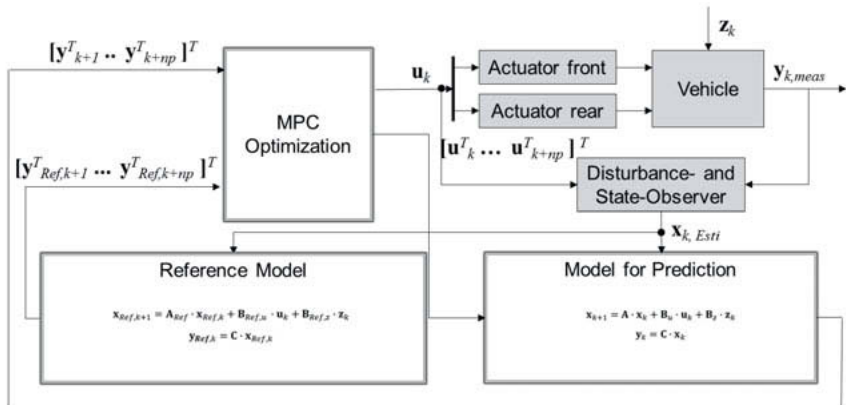 z_k
[y^T_{k+1} .. y^T_{k+np} ]^T
u_k
Actuator front
y_{k,meas}
Vehicle
MPC
Optimization
Actuator rear
[u^T_k ... u^T_{k+np} ]^T
[y^T_{Ref,k+1} ... y^T_{Ref,k+np} ]^T
Disturbance- and
State-Observer
x_{k, Esti}
Reference Model
x_{Ref,k+1} = A_{Ref} · x_{Ref,k} + B_{Ref,u} · u_k + B_{Ref,z} · z_k
y_{Ref,k} = C · x_{Ref,k}
Model for Prediction
x_{k+1} = A · x_k + B_u · u_k + B_z · z_k
y_k = C · x_k